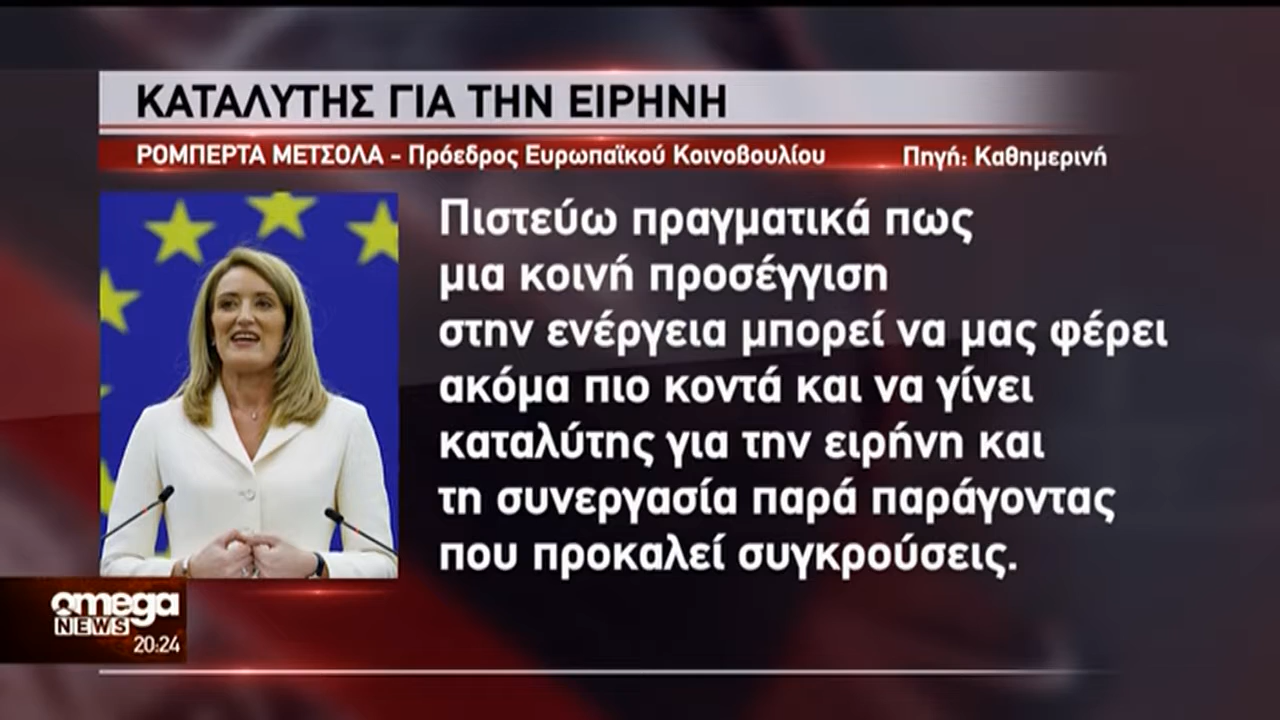 ΚΑΤΑΛΥΤΗΣ ΓΙΑ ΤΗΝ ΕΙΡΗΝΗ
ΡΟΜΠΕΡΤΑ ΜΕΤΣΟΛΑ – Πρόεδρος Ευρωπαϊκού Κοινοβουλίου Πηγή: Καθημερινή
Πιστεύω πραγματικά πως
μια κοινή προσέγγιση
στην ενέργεια μπορεί να μας φέρει
ακόμα πιο κοντά και να γίνει
καταλύτης για την ειρήνη και
τη συνεργασία παρά παράγοντας
που προκαλεί συγκρούσεις.
omega
NEWS
20:24